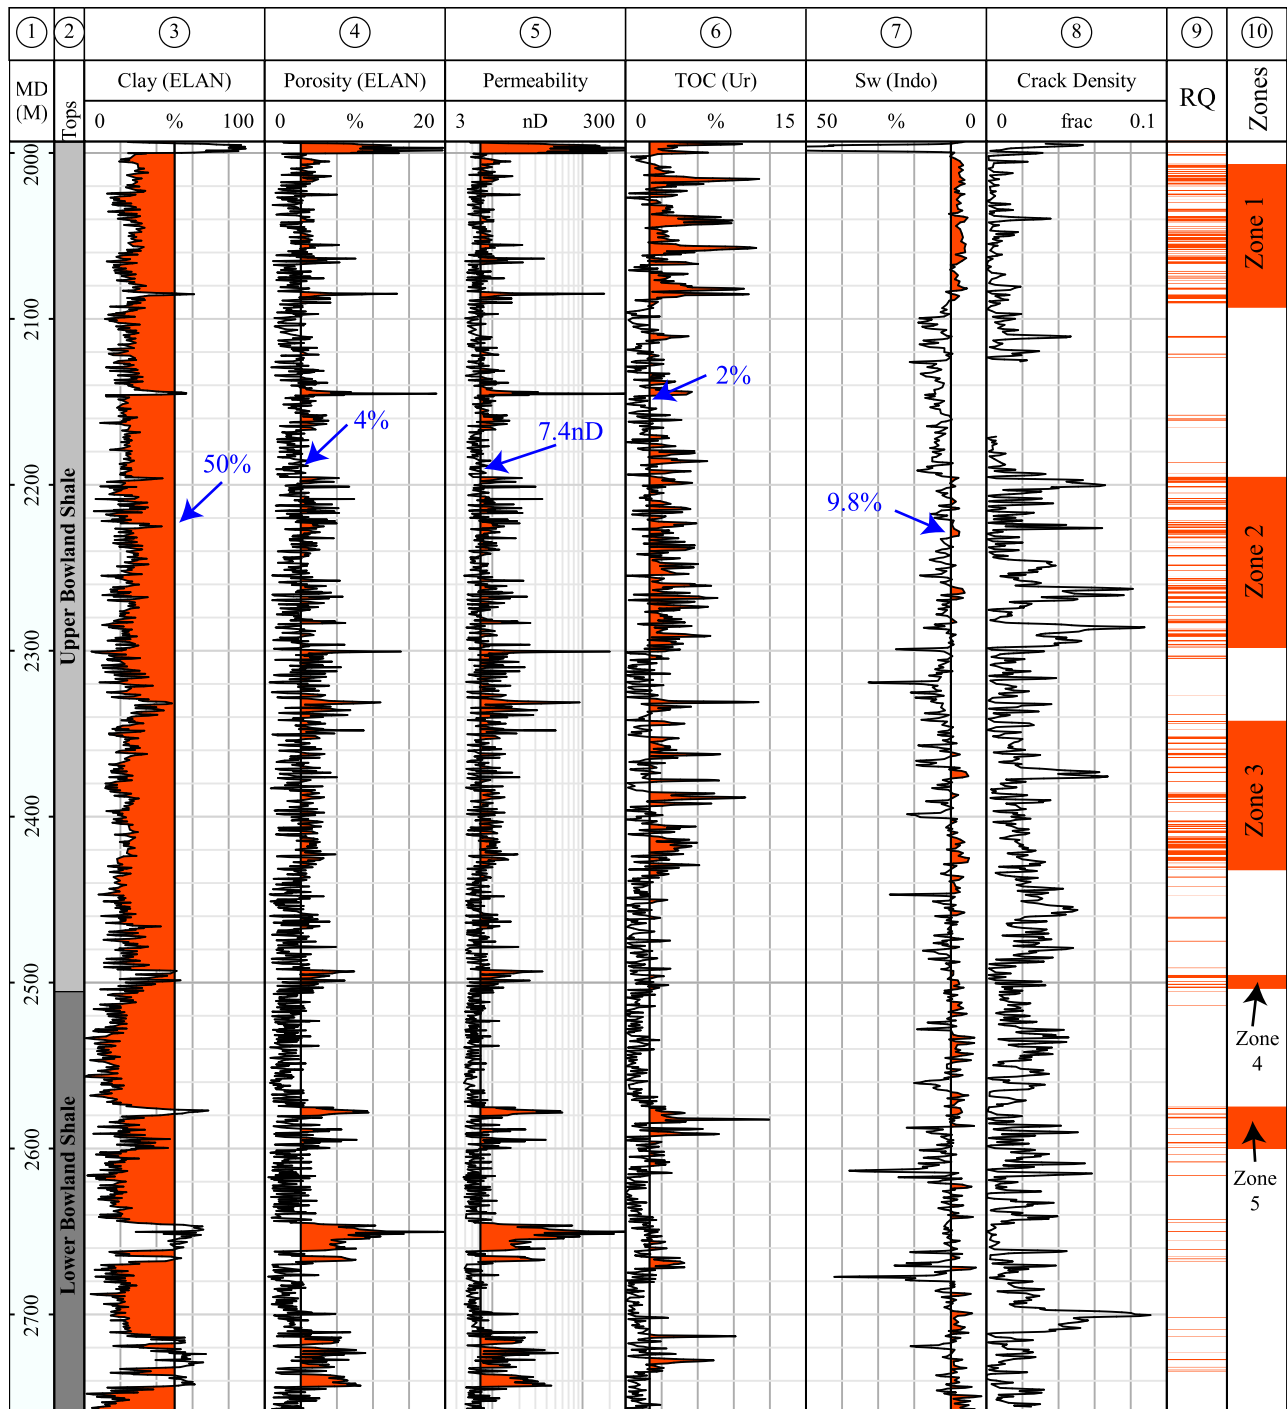 1 2 3 4 5 6 7 8 9 10
MD
(M)
Tops
Clay (ELAN)
0 % 100
Porosity (ELAN)
0 % 20
Permeability
3 nD 300
TOC (Ur)
0 % 15
Sw (Indo)
50 % 0
Crack Density
0 frac 0.1
RQ
Zones
2000
2100
2200
2300
2400
2500
2600
2700
Upper Bowland Shale
Lower Bowland Shale
50%
4%
7.4nD
2%
9.8%
Zone 1
Zone 2
Zone 3
Zone
4
Zone
5